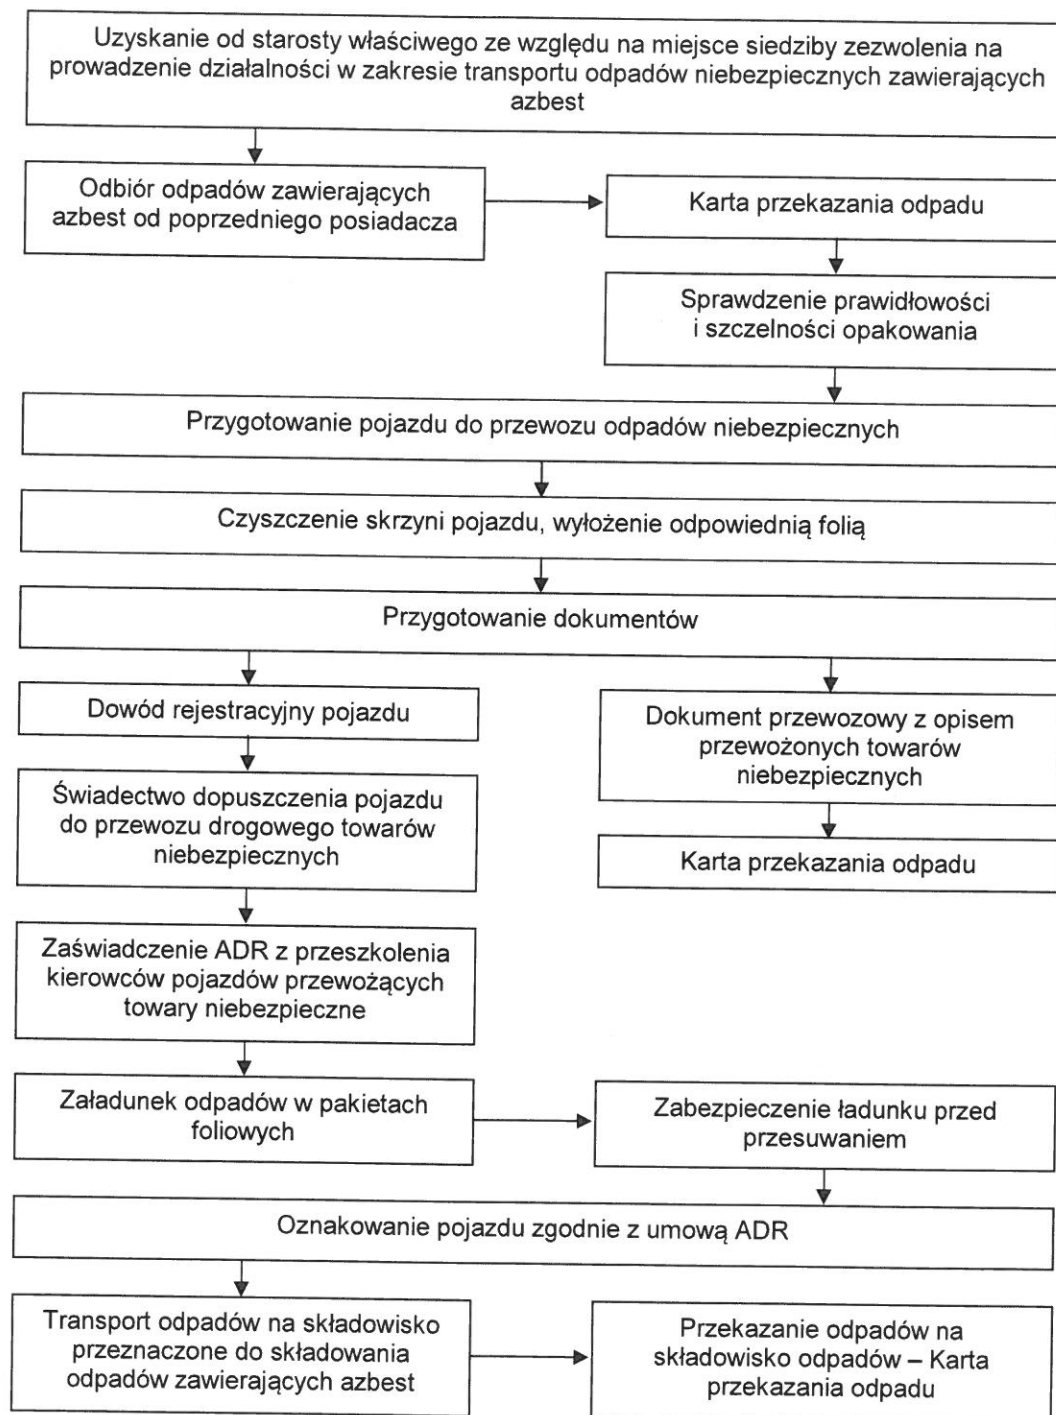 Uzyskanie od starosty właściwego ze względu na miejsce siedziby zezwolenia na
prowadzenie działalności w zakresie transportu odpadów niebezpiecznych zawierających
azbest
Odbiór odpadów zawierających
azbest od poprzedniego posiadacza
Karta przekazania odpadu
Sprawdzenie prawidłowości
i szczelności opakowania
Przygotowanie pojazdu do przewozu odpadów niebezpiecznych
Czyszczenie skrzyni pojazdu, wyłożenie odpowiednią folią
Przygotowanie dokumentów
Dowód rejestracyjny pojazdu
Świadectwo dopuszczenia pojazdu
do przewozu drogowego towarów
niebezpiecznych
Zaświadczenie ADR z przeszkolenia
kierowców pojazdów przewożących
towary niebezpieczne
Dokument przewozowy z opisem
przewożonych towarów
niebezpiecznych
Karta przekazania odpadu
Załadunek odpadów w pakietach
foliowych
Zabezpieczenie ładunku przed
przesuwaniem
Oznakowanie pojazdu zgodnie z umową ADR
Transport odpadów na składowisko
przeznaczone do składowania
odpadów zawierających azbest
Przekazanie odpadów na
składowisko odpadów – Karta
przekazania odpadu